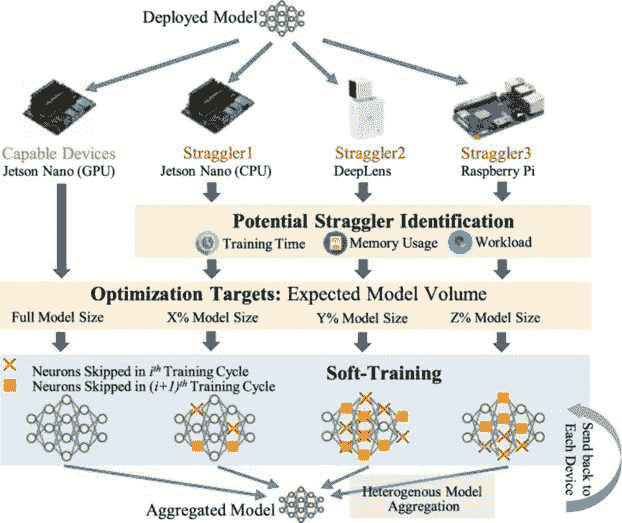 Deployed Model
Capable Devices
Jetson Nano (GPU)
Straggler1
Jetson Nano (CPU)
Straggler2
DeepLens
Straggler3
Raspberry Pi
Potential Straggler Identification
Training Time
Memory Usage
Workload
Optimization Targets: Expected Model Volume
Full Model Size
X% Model Size
Y% Model Size
Z% Model Size
Neurons Skipped in ith Training Cycle
Neurons Skipped in (i+1)th Training Cycle
Soft-Training
Send back to
Each Device
Aggregated Model
Heterogenous Model
Aggregation